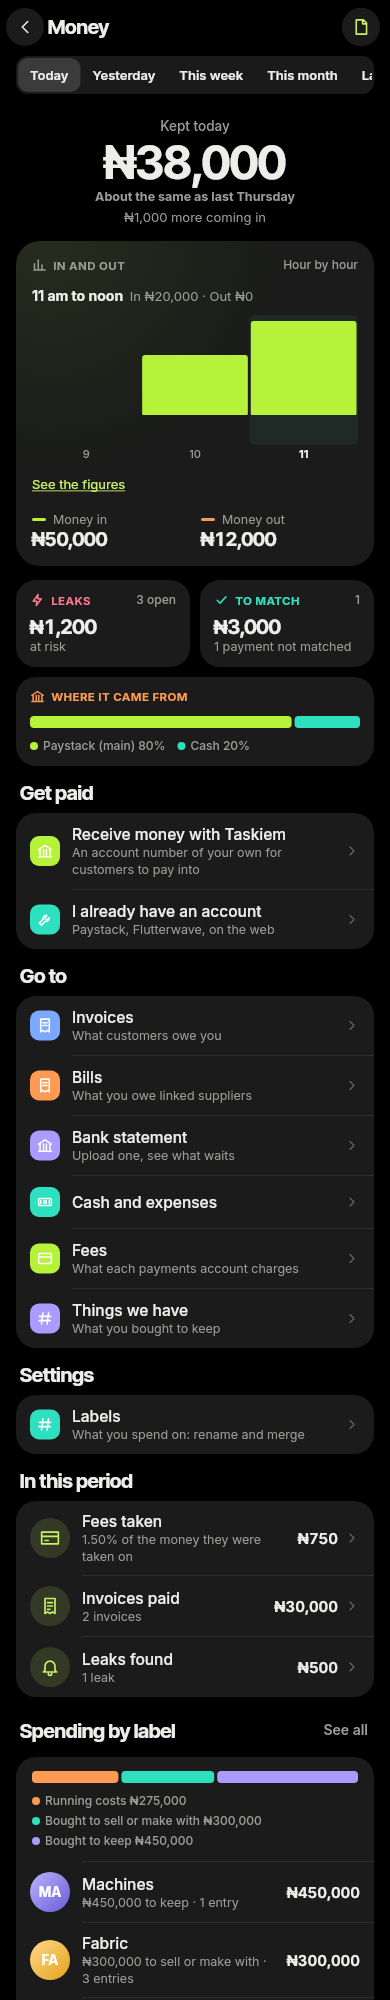 Money
Today
Yesterday
This week
This month
Kept today
₦38,000
About the same as last Thursday
₦1,000 more coming in
IN AND OUT
Hour by hour
11 am to noon In ₦20,000 · Out ₦0
9
10
11
See the figures
Money in
₦50,000
Money out
₦12,000
LEAKS
3 open
₦1,200
at risk
TO MATCH
1
₦3,000
1 payment not matched
WHERE IT CAME FROM
Paystack (main) 80%
Cash 20%
Get paid
Receive money with Taskiem
An account number of your own for
customers to pay into
I already have an account
Paystack, Flutterwave, on the web
Go to
Invoices
What customers owe you
Bills
What you owe linked suppliers
Bank statement
Upload one, see what waits
Cash and expenses
Fees
What each payments account charges
Things we have
What you bought to keep
Settings
Labels
What you spend on: rename and merge
In this period
Fees taken
1.50% of the money they were
taken on
₦750
Invoices paid
2 invoices
₦30,000
Leaks found
1 leak
₦500
Spending by label
See all
Running costs ₦275,000
Bought to sell or make with ₦300,000
Bought to keep ₦450,000
MA
Machines
₦450,000 to keep · 1 entry
₦450,000
FA
Fabric
₦300,000 to sell or make with ·
3 entries
₦300,000